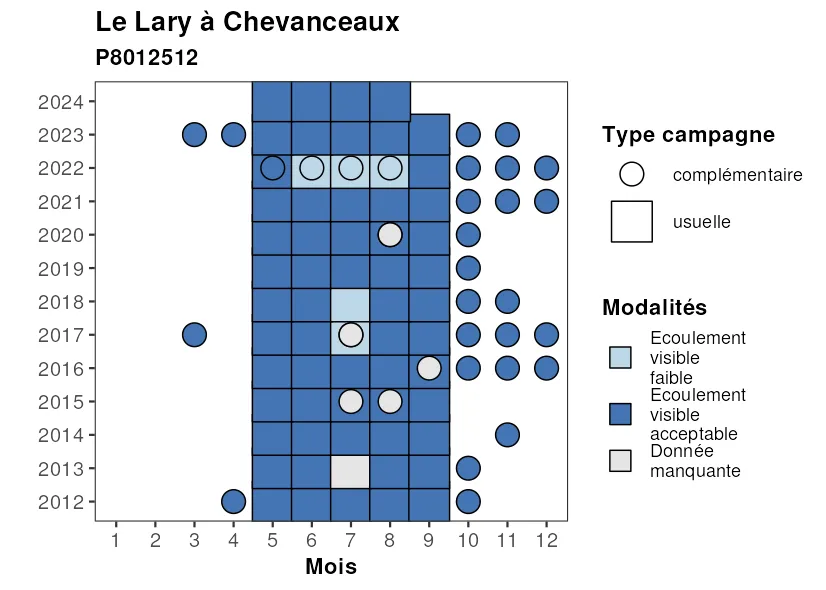 Le Lary à Chevanceaux
P8012512
2024
2023
2022
2021
2020
2019
2018
2017
2016
2015
2014
2013
2012
1 2 3 4 5 6 7 8 9 10 11 12
Mois
Type campagne
complémentaire
usuelle
Modalités
Ecoulement
visible
faible
Ecoulement
visible
acceptable
Donnée
manquante